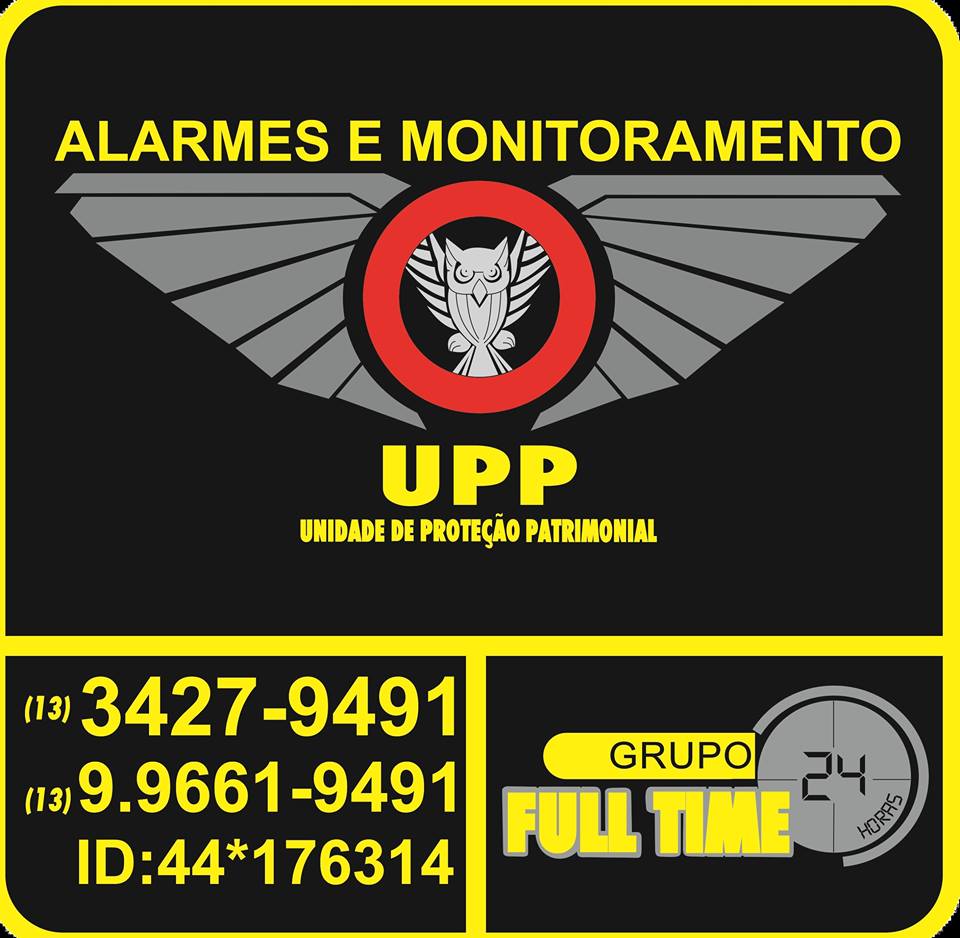 ALARMES E MONITORAMENTO
UPP
UNIDADE DE PROTEÇÃO PATRIMONIAL
(13) 3427-9491
(13) 9.9661-9491
ID:44*176314
GRUPO
FULL TIME
24
HORAS